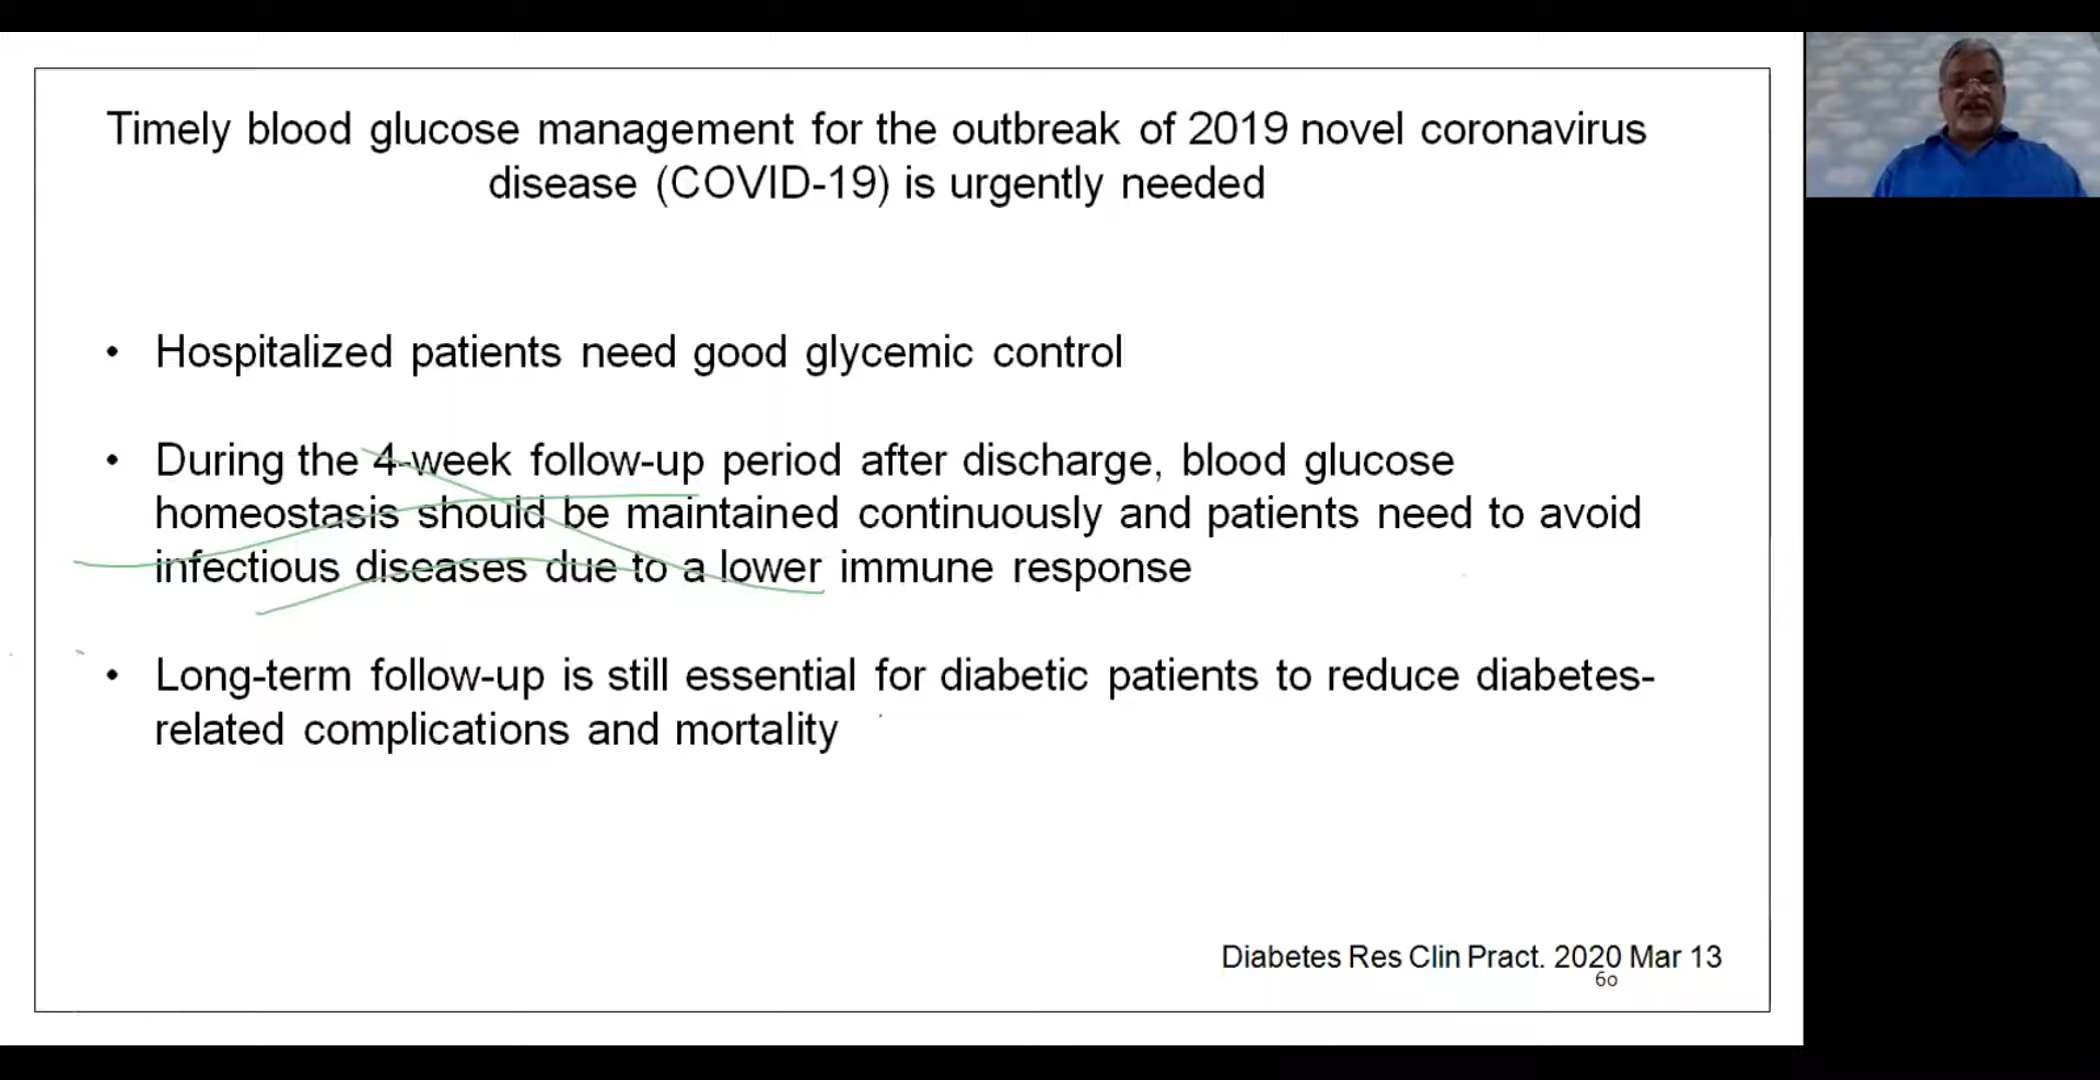 Timely blood glucose management for the outbreak of 2019 novel coronavirus
disease (COVID-19) is urgently needed
• Hospitalized patients need good glycemic control
• During the 4-week follow-up period after discharge, blood glucose
homeostasis should be maintained continuously and patients need to avoid
infectious diseases due to a lower immune response
• Long-term follow-up is still essential for diabetic patients to reduce diabetes-
related complications and mortality
Diabetes Res Clin Pract. 2020 Mar 13
60